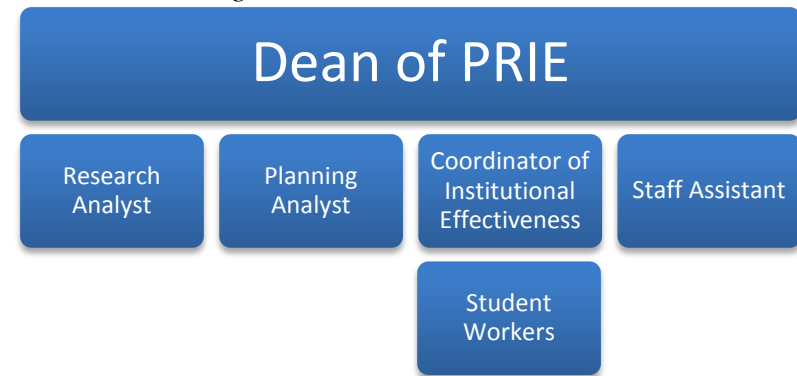 Dean of PRIE
Research
Analyst
Planning
Analyst
Coordinator of
Institutional
Effectiveness
Staff Assistant
Student
Workers